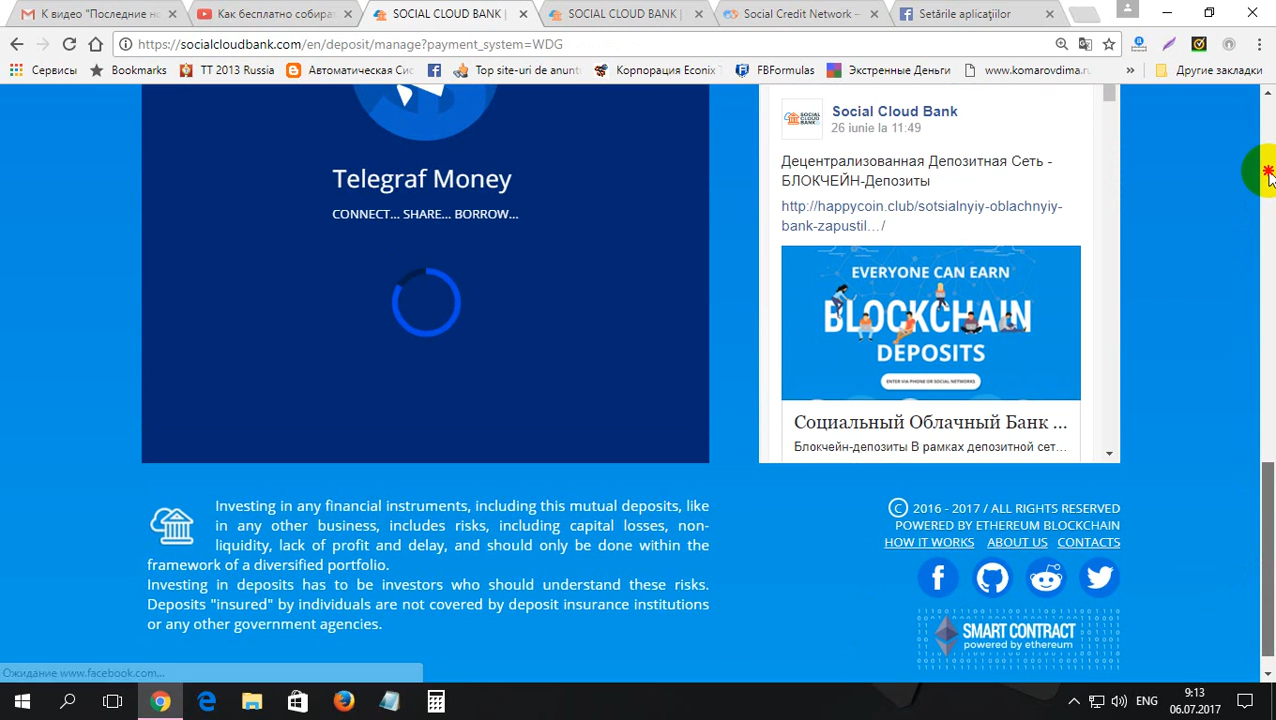 К видео "Последние н
Как бесплатно собира
SOCIAL CLOUD BANK |
SOCIAL CLOUD BANK |
Social Credit Network –
Setările aplicațiilor
https://socialcloudbank.com/en/deposit/manage?payment_system=WDG
Сервисы
Bookmarks
TT 2013 Russia
Автоматическая Сис
Top site-uri de anunt
Корпорация Econix
FBFormulas
Экстренные Деньги
www.komarovdima.ru
»
Другие закладки
Telegraf Money
CONNECT... SHARE... BORROW...
Social Cloud Bank
26 iunie la 11:49
Децентрализованная Депозитная Сеть -
БЛОКЧЕЙН-Депозиты
http://happycoin.club/sotsialnyiy-oblachnyiy-
bank-zapustil…/
EVERYONE CAN EARN
BLOCKCHAIN
DEPOSITS
ENTER VIA PHONE OR SOCIAL NETWORKS
Социальный Облачный Банк ...
Блокчейн-депозиты В рамках депозитной сет...
Investing in any financial instruments, including this mutual deposits, like
in any other business, includes risks, including capital losses, non-
liquidity, lack of profit and delay, and should only be done within the
framework of a diversified portfolio.
Investing in deposits has to be investors who should understand these risks.
Deposits "insured" by individuals are not covered by deposit insurance institutions
or any other government agencies.
© 2016 - 2017 / ALL RIGHTS RESERVED
POWERED BY ETHEREUM BLOCKCHAIN
HOW IT WORKS ABOUT US CONTACTS
SMART CONTRACT
powered by ethereum
Ожидание www.facebook.com...
ENG
9:13
06.07.2017